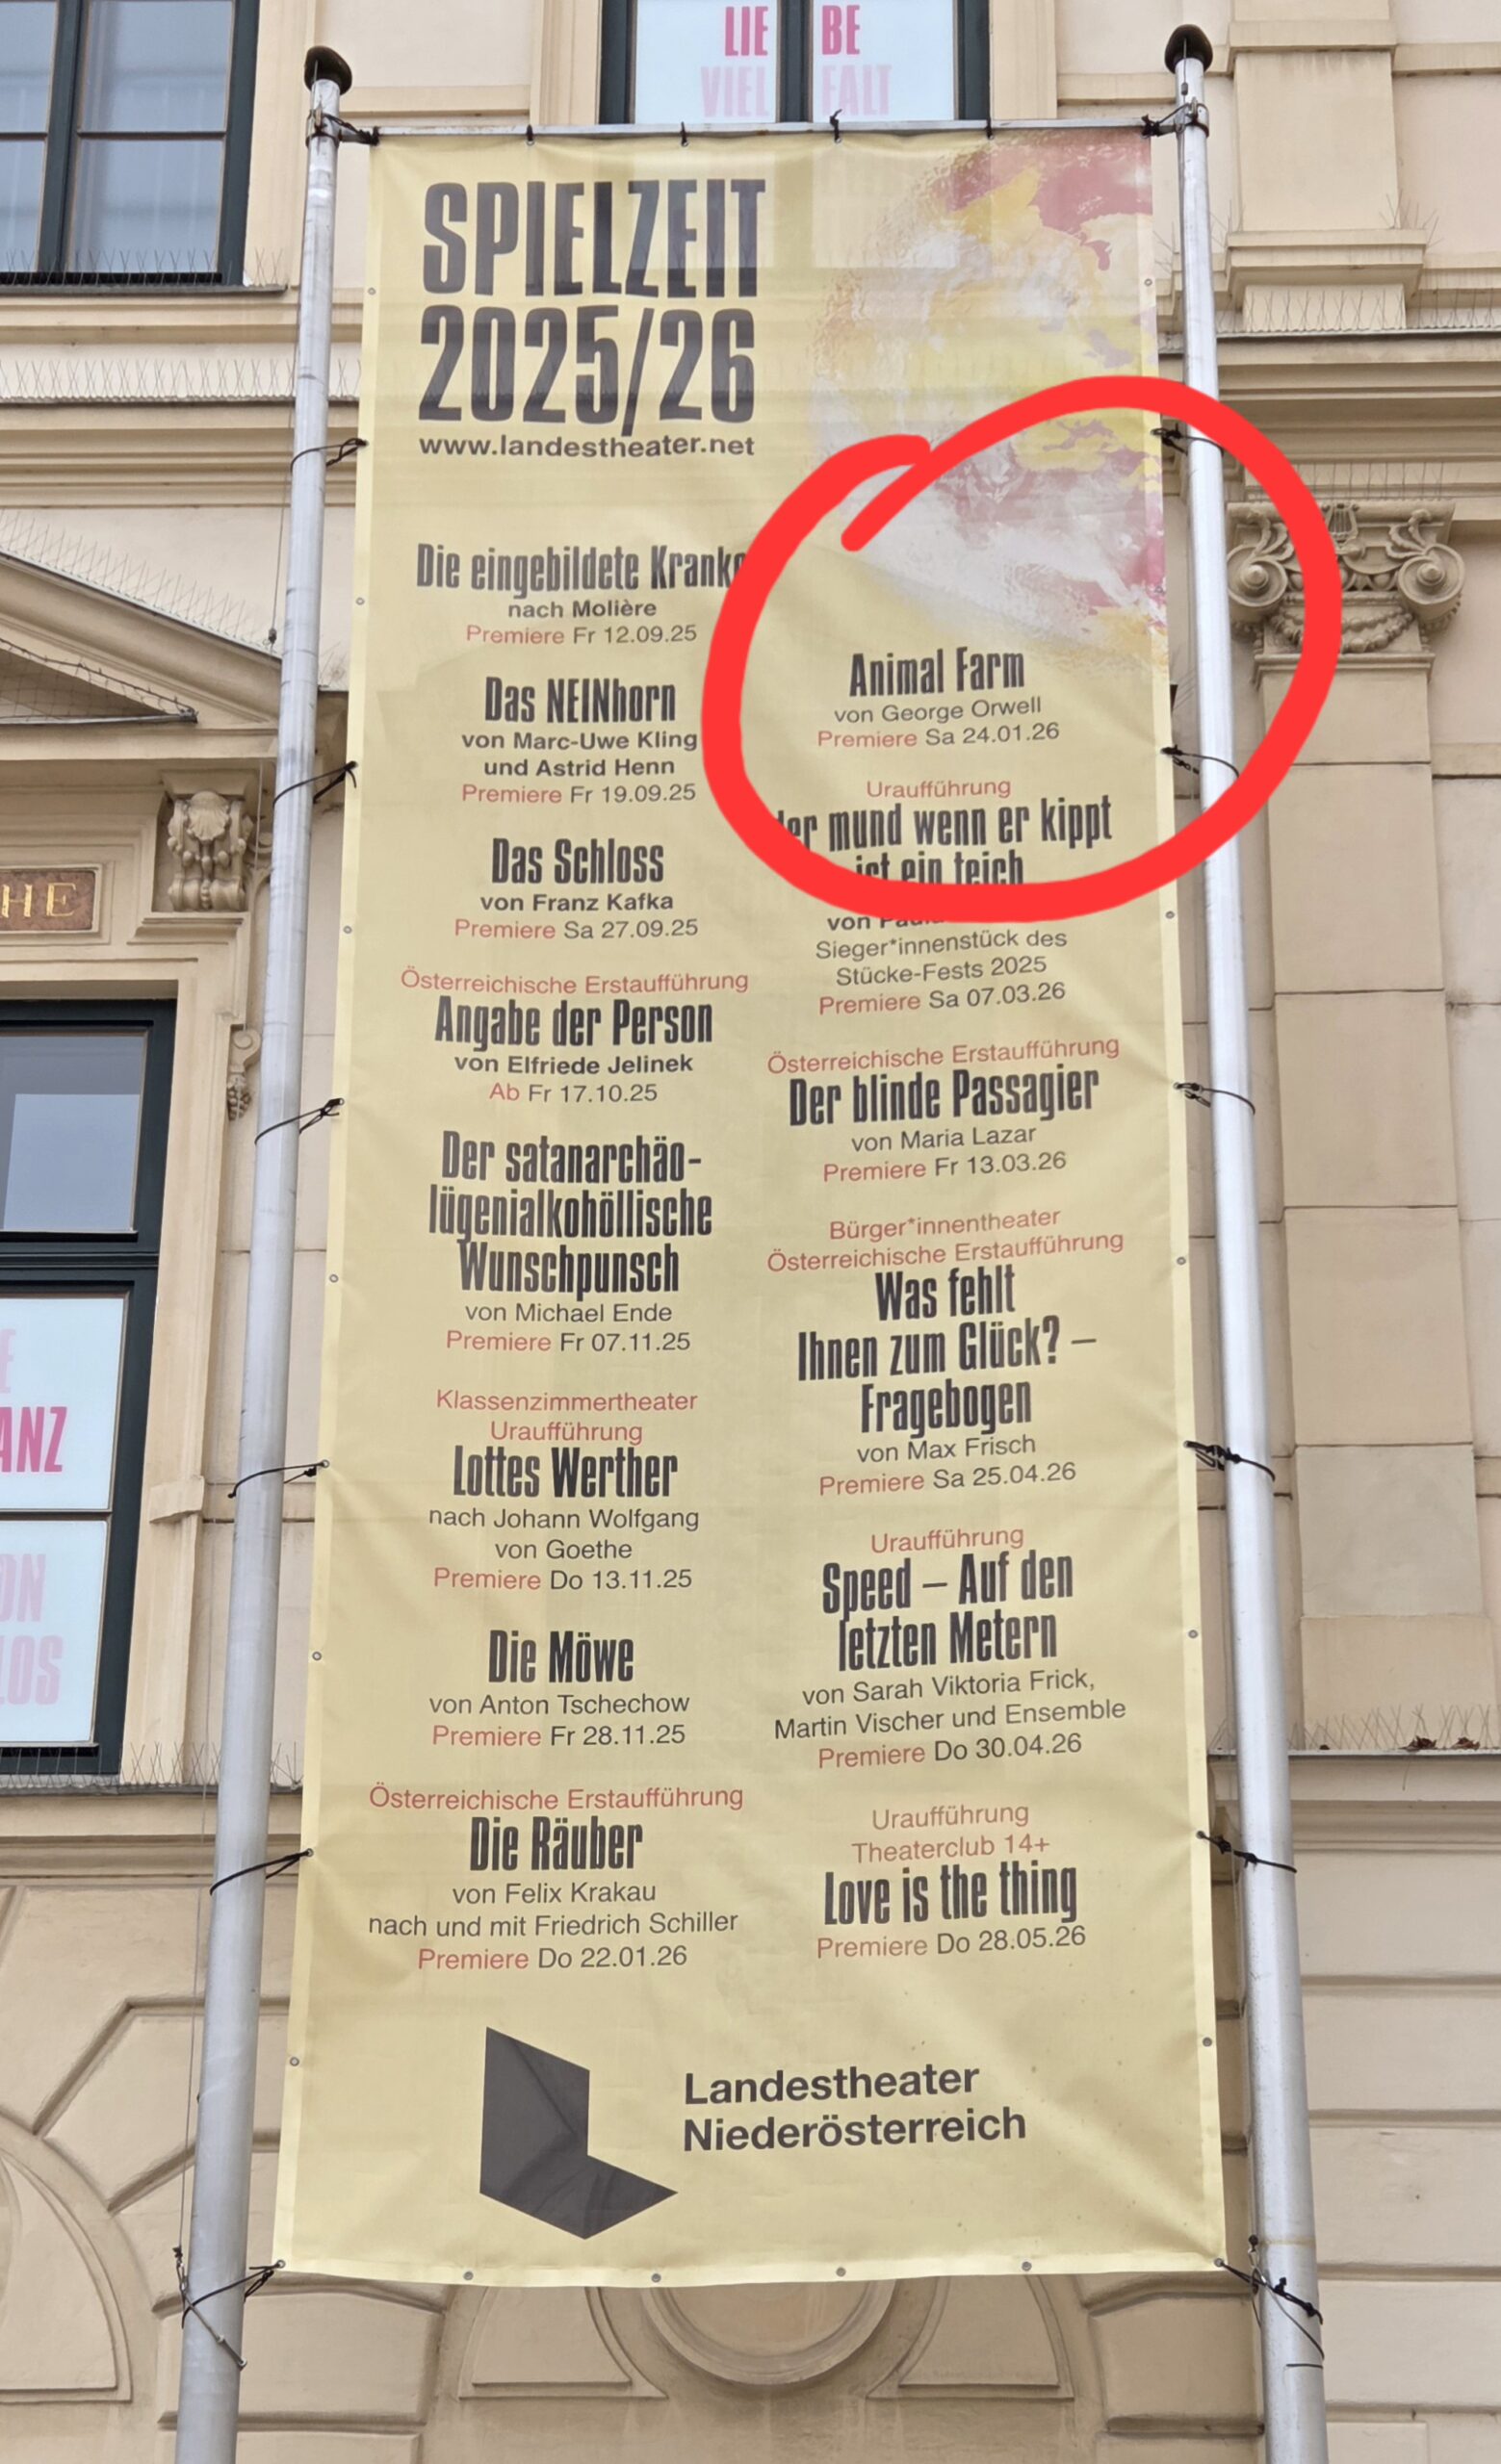 LIE BE
VIEL FALT
SPIELZEIT
2025/26
www.landestheater.net
Die eingebildete Kranke
nach Molière
Premiere Fr 12.09.25
Das NEINhorn
von Marc-Uwe Kling
und Astrid Henn
Premiere Fr 19.09.25
Das Schloss
von Franz Kafka
Premiere Sa 27.09.25
Österreichische Erstaufführung
Angabe der Person
von Elfriede Jelinek
Ab Fr 17.10.25
Der satanarchäo-
lügenialkohöllische
Wunschpunsch
von Michael Ende
Premiere Fr 07.11.25
Klassenzimmertheater
Uraufführung
Lottes Werther
nach Johann Wolfgang
von Goethe
Premiere Do 13.11.25
Die Möwe
von Anton Tschechow
Premiere Fr 28.11.25
Österreichische Erstaufführung
Die Räuber
von Felix Krakau
nach und mit Friedrich Schiller
Premiere Do 22.01.26
Animal Farm
von George Orwell
Premiere Sa 24.01.26
Uraufführung
der mund wenn er kippt
ist ein teich
von
Sieger*innenstück des
Stücke-Fests 2025
Premiere Sa 07.03.26
Österreichische Erstaufführung
Der blinde Passagier
von Maria Lazar
Premiere Fr 13.03.26
Bürger*innentheater
Österreichische Erstaufführung
Was fehlt
Ihnen zum Glück? –
Fragebogen
von Max Frisch
Premiere Sa 25.04.26
Uraufführung
Speed – Auf den
letzten Metern
von Sarah Viktoria Frick,
Martin Vischer und Ensemble
Premiere Do 30.04.26
Uraufführung
Theaterclub 14+
Love is the thing
Premiere Do 28.05.26
Landestheater
Niederösterreich
HE
ANZ
ON
LOS